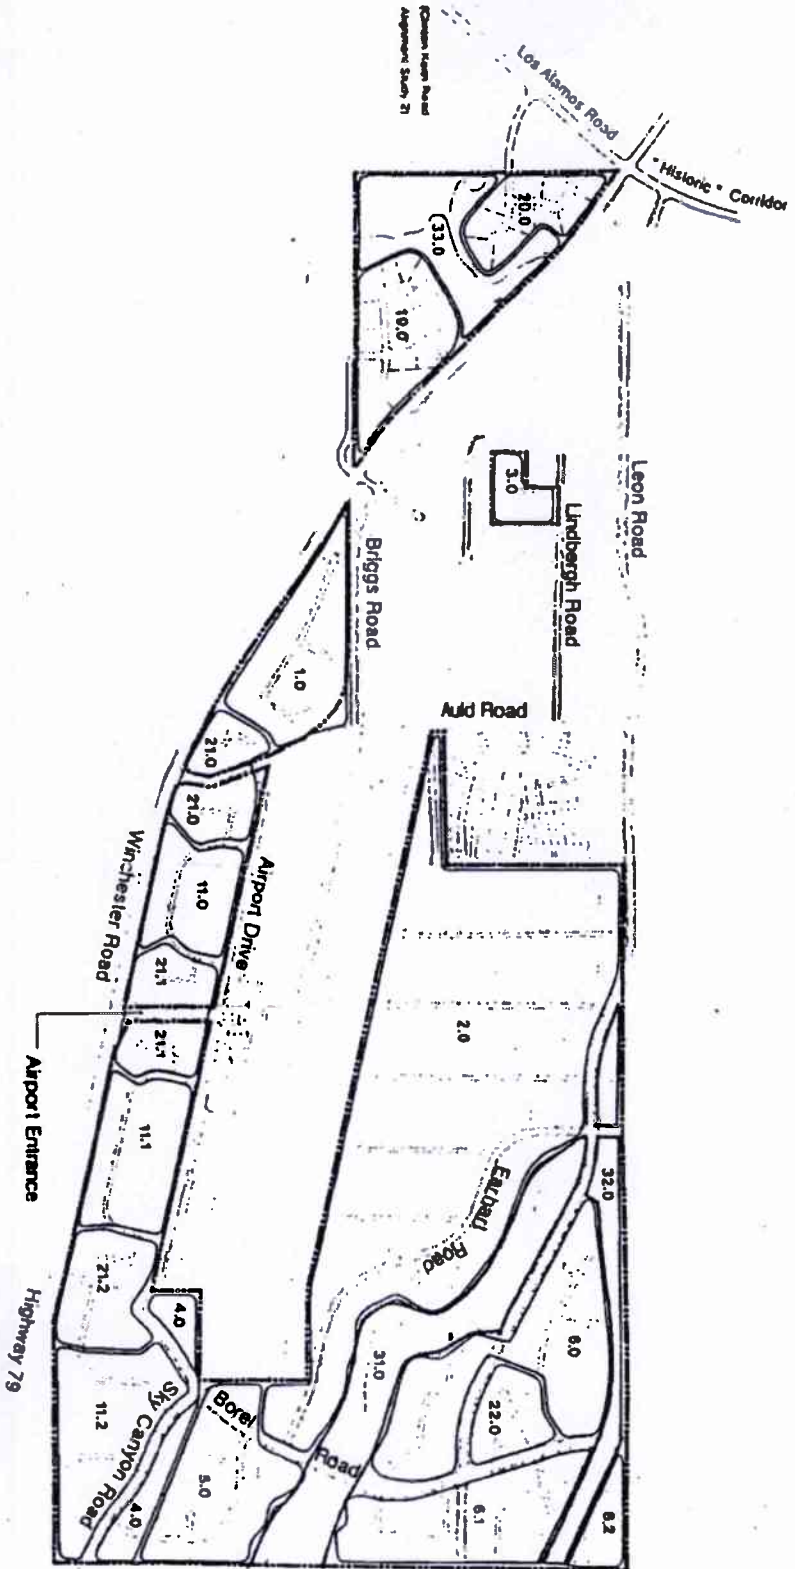 Los Alamos Road
"Historic" Corridor
20.0
(33.0
19.0
Leon Road
3.0
Lindbergh Road
Briggs Road
1.0
Auld Road
21.0
21.0
Airport Drive
11.0
Winchester Road
21.1
21.1
2.0
Airport Entrance
11.1
32.0
Road
21.2
4.0
6.0
31.0
Highway 79
11.2
Sky Canyon Road
Borel
Road
22.0
5.0
4.0
6.1
6.2